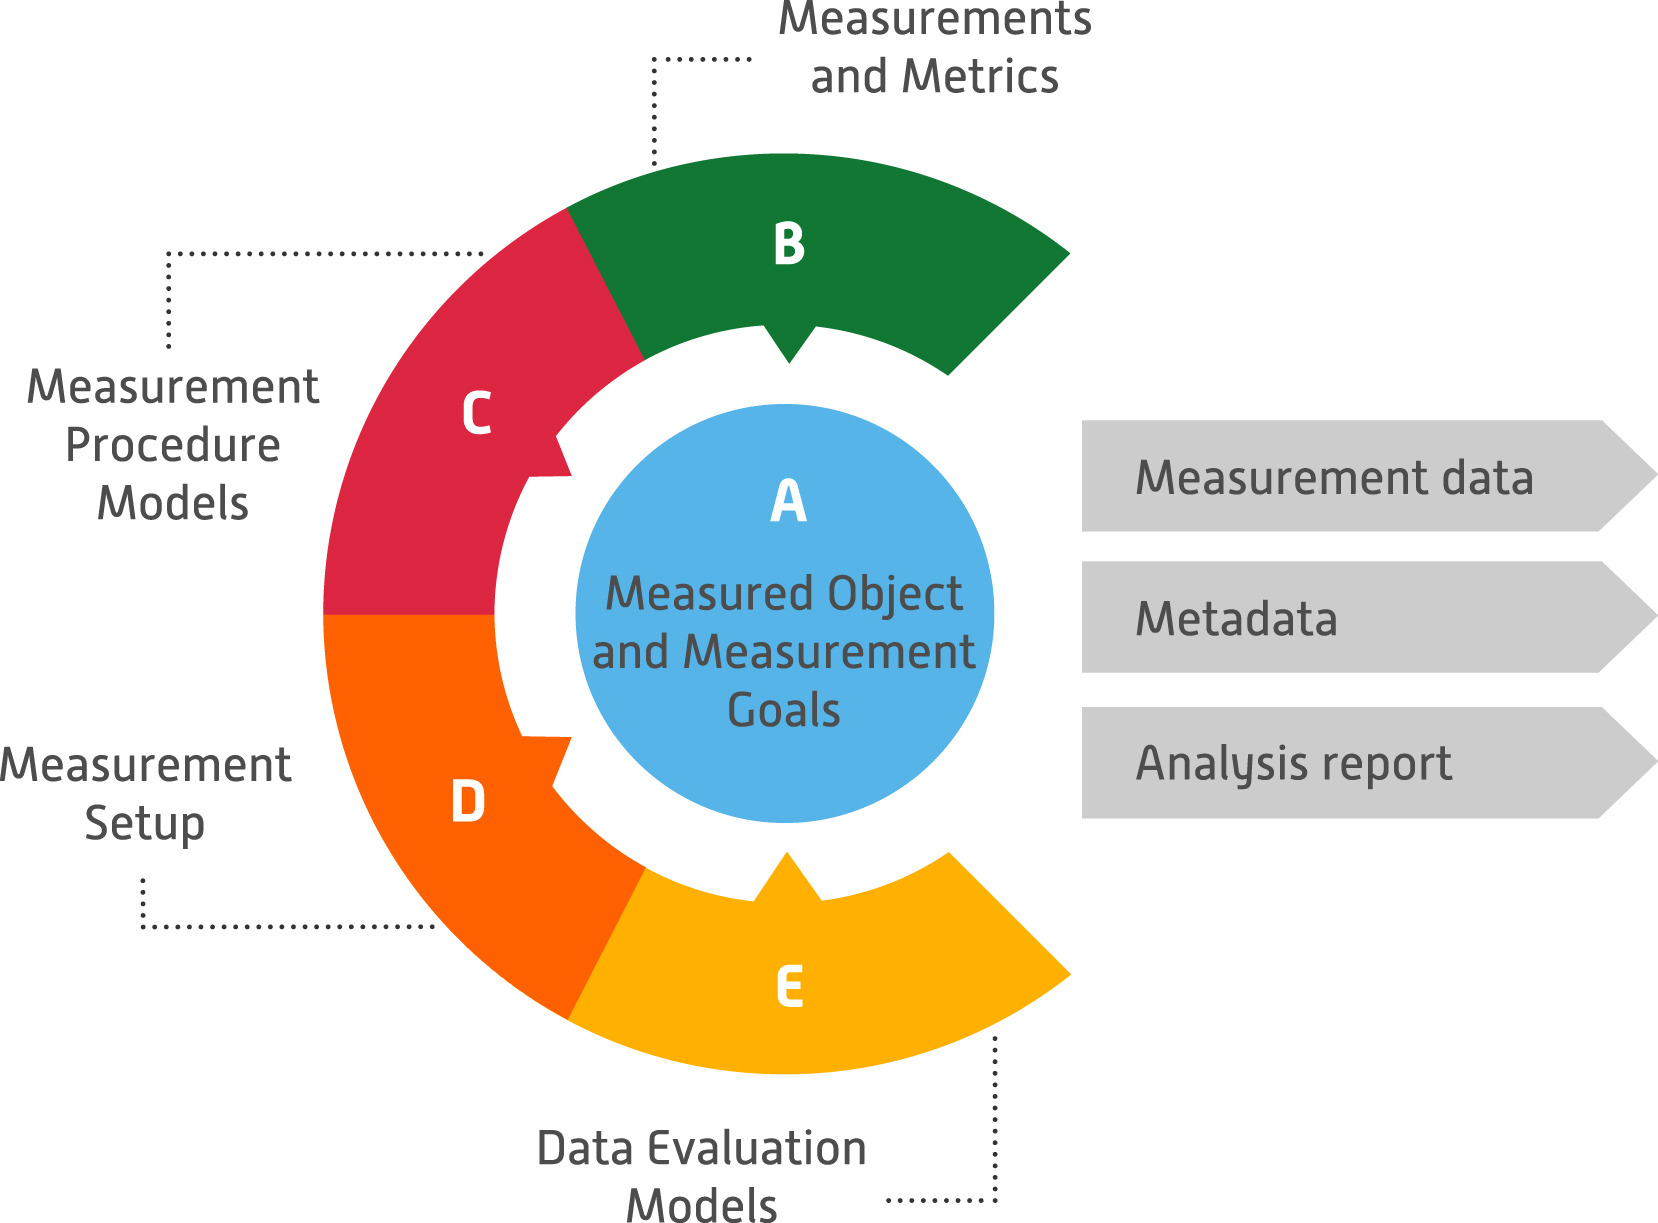 Measurements
and Metrics
B
Measurement
Procedure
Models
C
A
Measured Object
and Measurement
Goals
Measurement data
Metadata
Analysis report
Measurement
Setup
D
E
Data Evaluation
Models